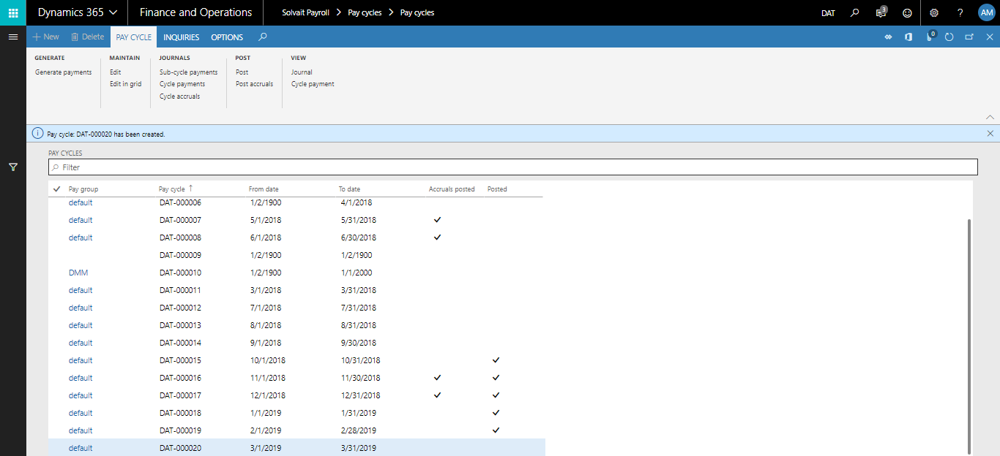 Dynamics 365 Finance and Operations Solvait Payroll Pay cycles Pay cycles DAT 3 ? AM
New Delete PAY CYCLE INQUIRIES OPTIONS 0
GENERATE MAINTAIN JOURNALS POST VIEW
Generate payments Edit Sub-cycle payments Post Journal
Edit in grid Cycle payments Post accruals Cycle payment
Cycle accruals
Pay cycle: DAT-000020 has been created.
PAY CYCLES
Filter
Pay group Pay cycle From date To date Accruals posted Posted
default DAT-000006 1/2/1900 4/1/2018
default DAT-000007 5/1/2018 5/31/2018
default DAT-000008 6/1/2018 6/30/2018
DAT-000009 1/2/1900 1/2/1900
DMM DAT-000010 1/2/1900 1/1/2000
default DAT-000011 3/1/2018 3/31/2018
default DAT-000012 7/1/2018 7/31/2018
default DAT-000013 8/1/2018 8/31/2018
default DAT-000014 9/1/2018 9/30/2018
default DAT-000015 10/1/2018 10/31/2018
default DAT-000016 11/1/2018 11/30/2018
default DAT-000017 12/1/2018 12/31/2018
default DAT-000018 1/1/2019 1/31/2019
default DAT-000019 2/1/2019 2/28/2019
default DAT-000020 3/1/2019 3/31/2019